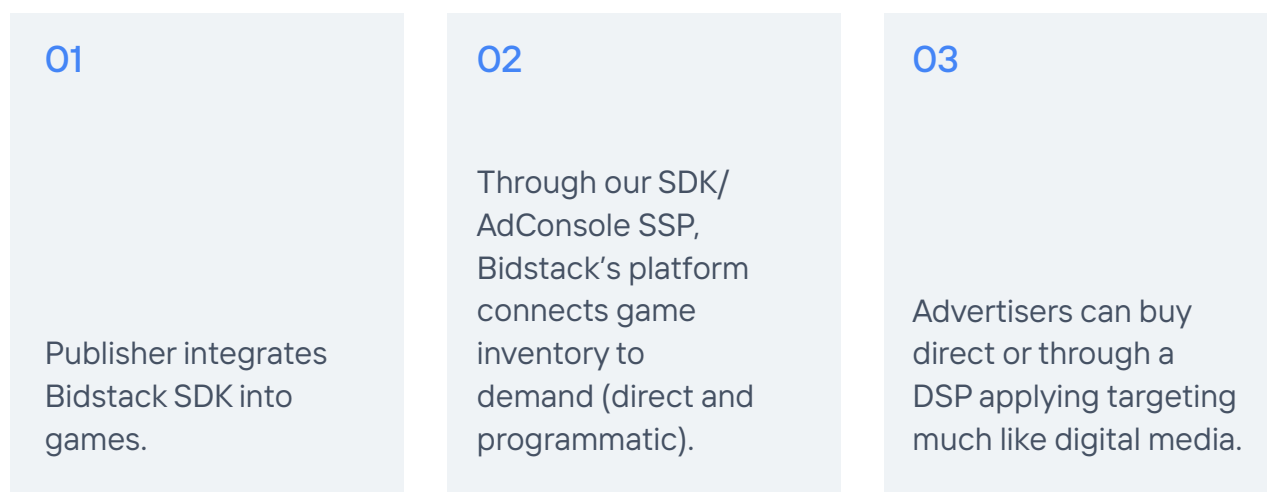 01
Publisher integrates
Bidstack SDK into
games.
02
Through our SDK/
AdConsole SSP,
Bidstack’s platform
connects game
inventory to
demand (direct and
programmatic).
03
Advertisers can buy
direct or through a
DSP applying targeting
much like digital media.